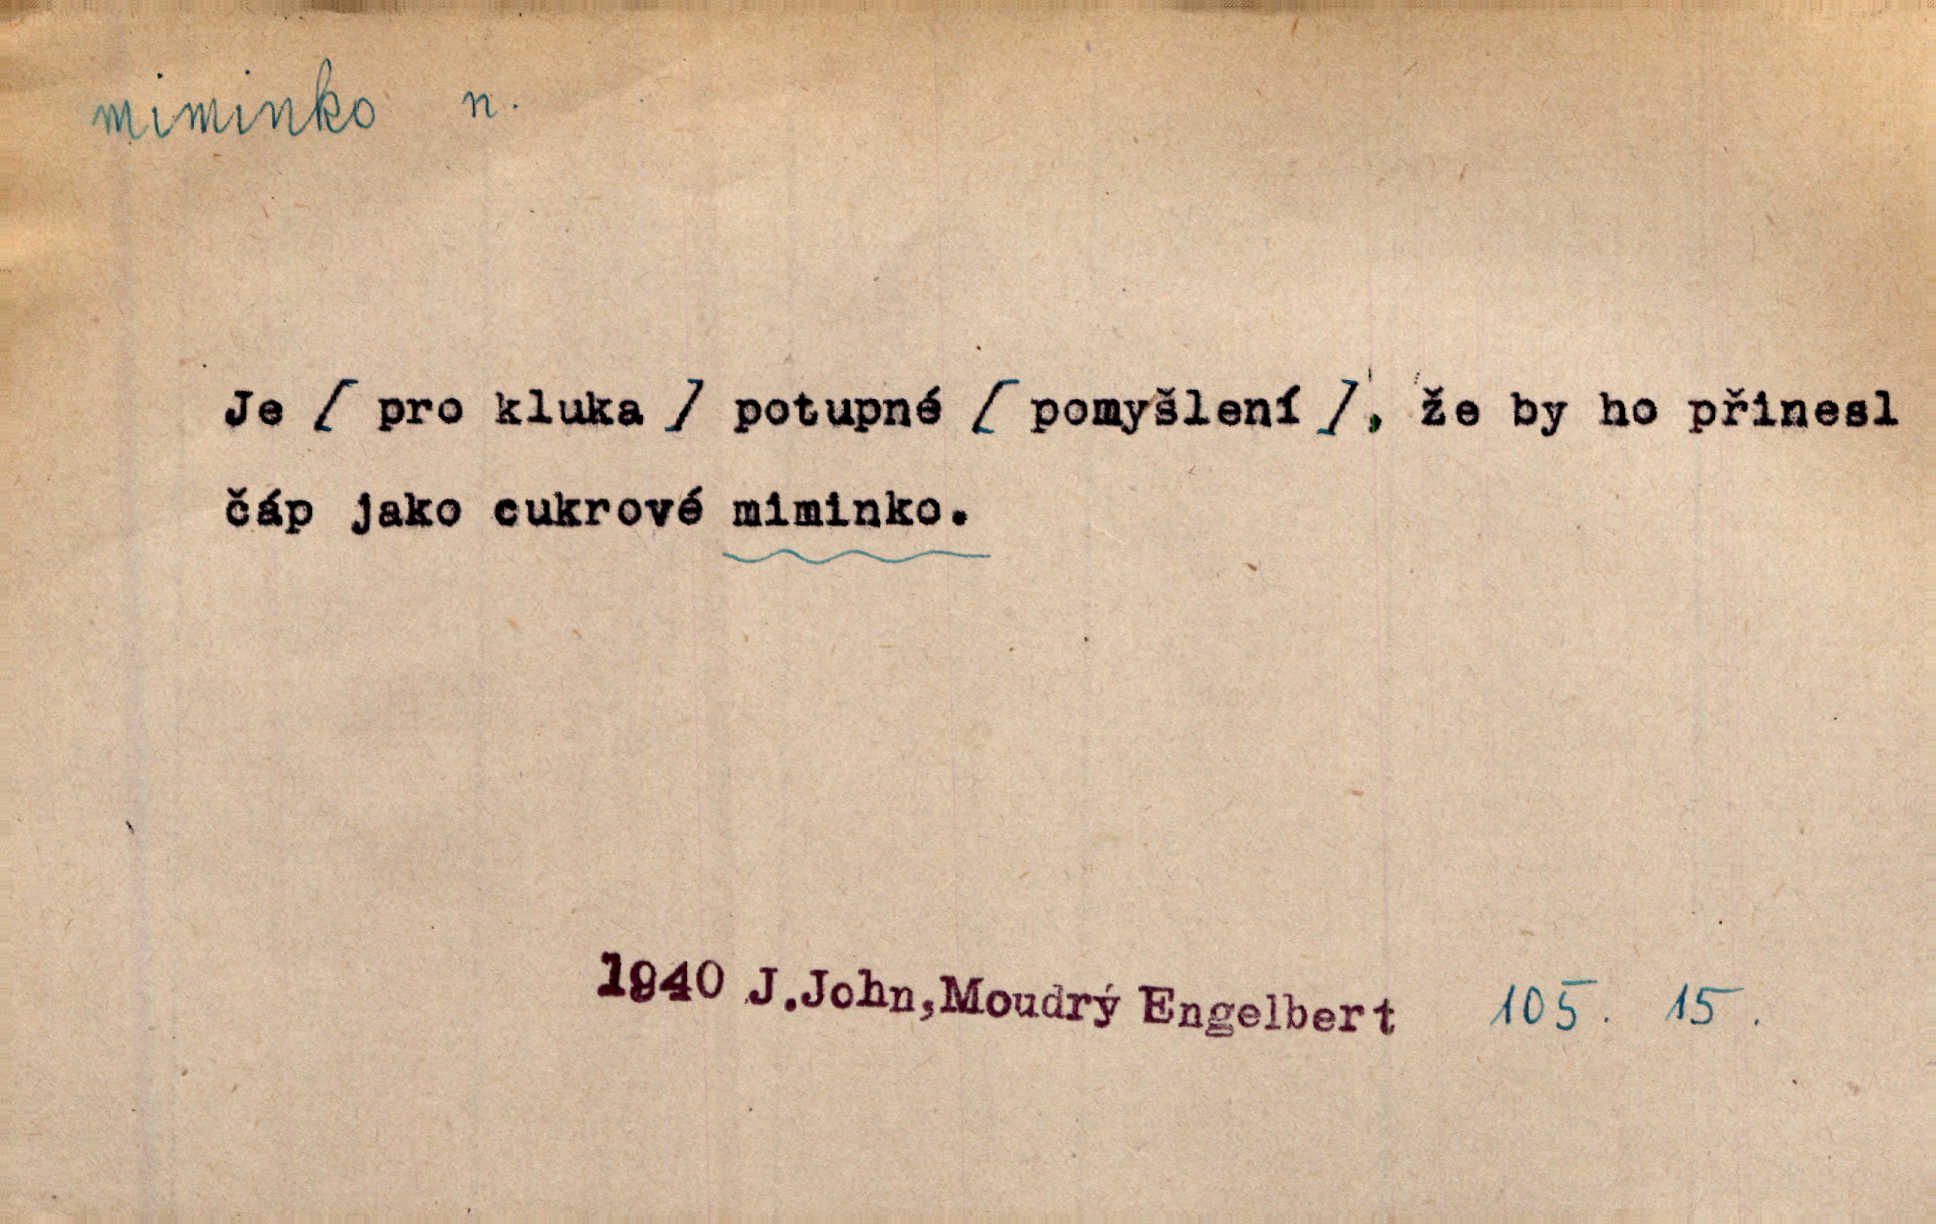 miminko n.
Je [ pro kluka ] potupné [ pomyšlení ], že by ho přinesl
čáp jako cukrové miminko.
1940 J.John,Moudrý Engelbert 105. 15.